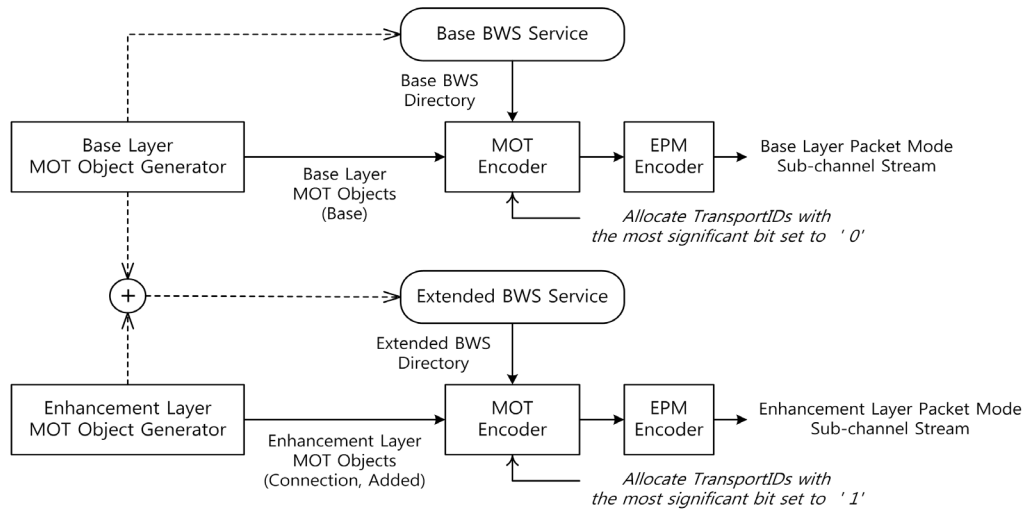 Base BWS Service
Base BWS
Directory
Base Layer
MOT Object Generator
MOT
Encoder
EPM
Encoder
Base Layer Packet Mode
Sub-channel Stream
Base Layer
MOT Objects
(Base)
Allocate TransportIDs with
the most significant bit set to ' 0'
+
Extended BWS Service
Extended BWS
Directory
Enhancement Layer
MOT Object Generator
MOT
Encoder
EPM
Encoder
Enhancement Layer Packet Mode
Sub-channel Stream
Enhancement Layer
MOT Objects
(Connection, Added)
Allocate TransportIDs with
the most significant bit set to ' 1'